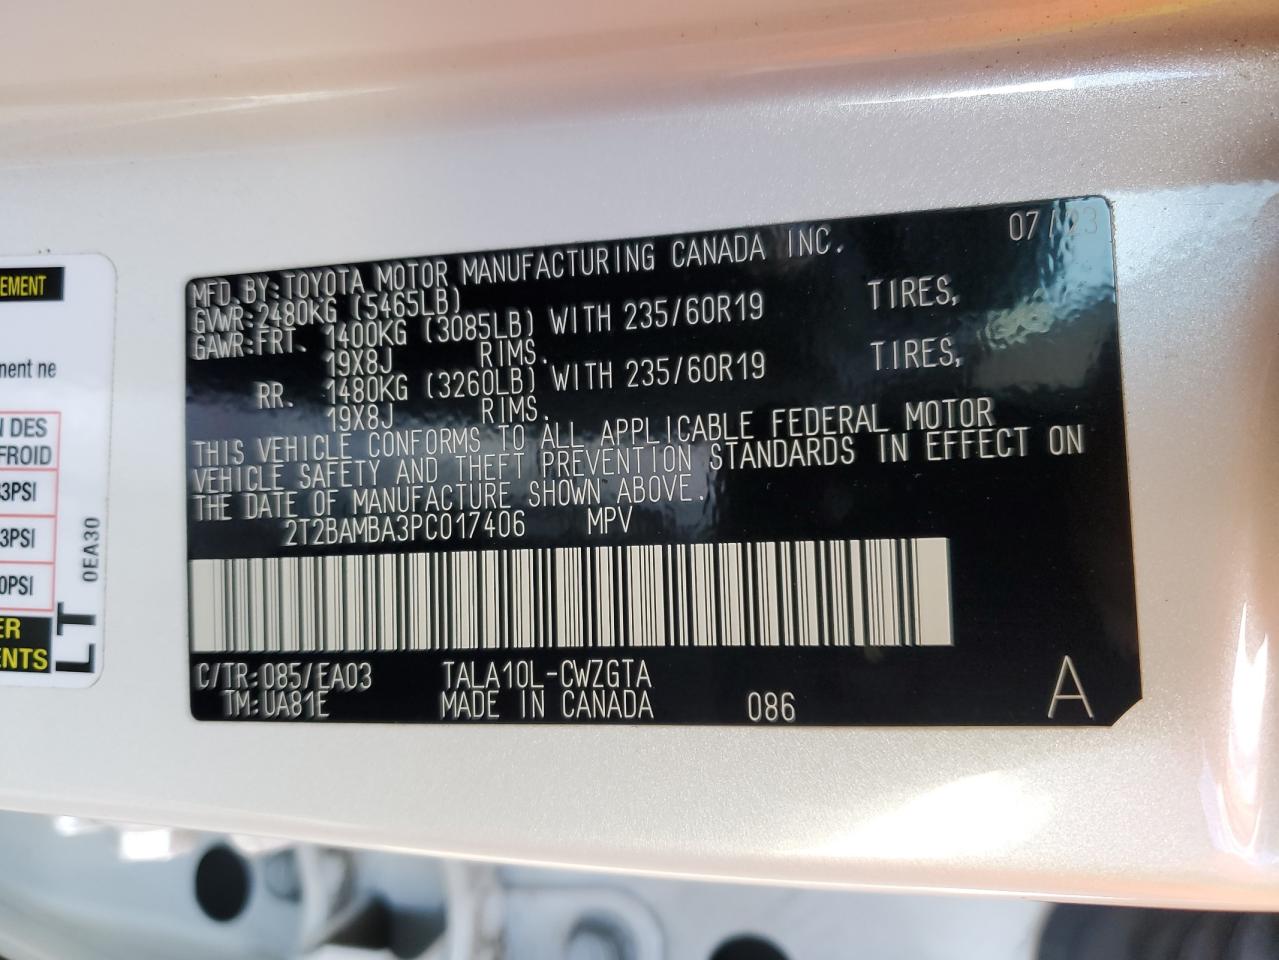 EMENT
ment ne
N DES
FROID
33PSI
3PSI
0PSI
ER
ENTS
LT
0EA30
07/23
MFD.BY:TOYOTA MOTOR MANUFACTURING CANADA INC.
GVWR:2480KG (5465LB)
GAWR:FRT. 1400KG (3085LB) WITH 235/60R19 TIRES,
19X8J RIMS.
RR. 1480KG (3260LB) WITH 235/60R19 TIRES,
19X8J RIMS.
THIS VEHICLE CONFORMS TO ALL APPLICABLE FEDERAL MOTOR
VEHICLE SAFETY AND THEFT PREVENTION STANDARDS IN EFFECT ON
THE DATE OF MANUFACTURE SHOWN ABOVE.
2T2BAMBA3PC017406 MPV
C/TR:085/EA03 TALA10L-CWZGTA
TM:UA81E MADE IN CANADA 086 A